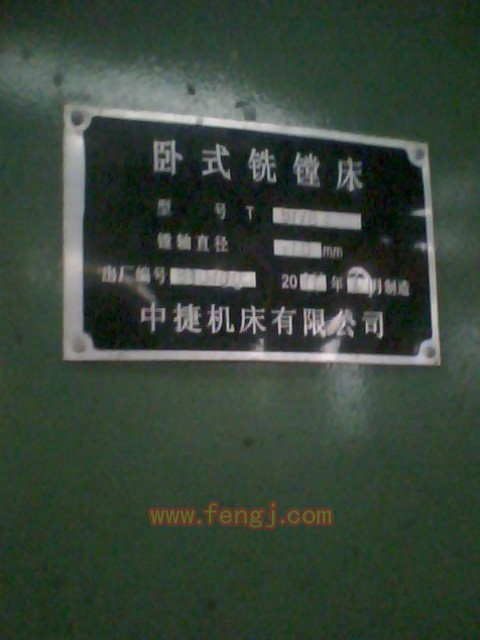 卧式铣镗床
型号 T
镗轴直径 mm
出厂编号 20 年 月制造
中捷机床有限公司
www.fengj.com